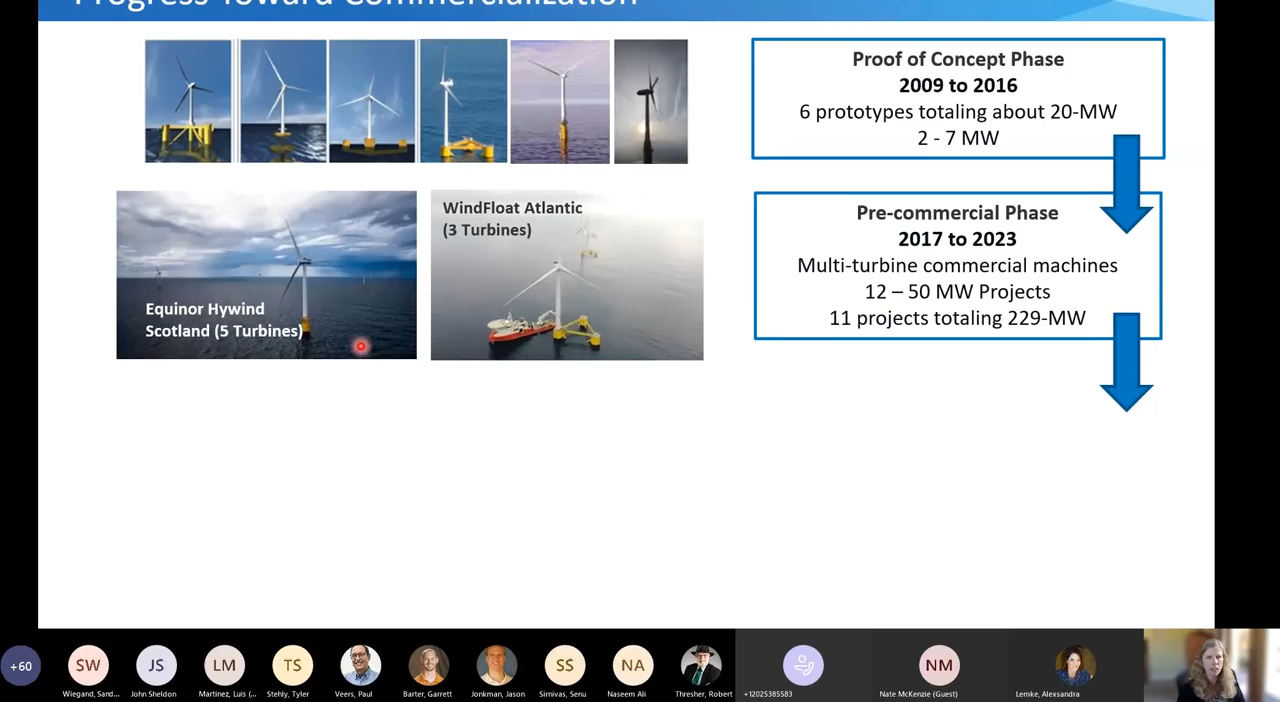 Progress Toward Commercialization
Proof of Concept Phase
2009 to 2016
6 prototypes totaling about 20-MW
2 - 7 MW
Equinor Hywind
Scotland (5 Turbines)
WindFloat Atlantic
(3 Turbines)
Pre-commercial Phase
2017 to 2023
Multi-turbine commercial machines
12 – 50 MW Projects
11 projects totaling 229-MW
+60
SW
JS
LM
TS
SS
NA
NM
Wiegand, Sand...
John Sheldon
Martinez, Luis (...
Stehly, Tyler
Veers, Paul
Barter, Garrett
Jonkman, Jason
Sirnivas, Senu
Naseem Ali
Thresher, Robert
+12025385583
Nate McKenzie (Guest)
Lemke, Alexsandra